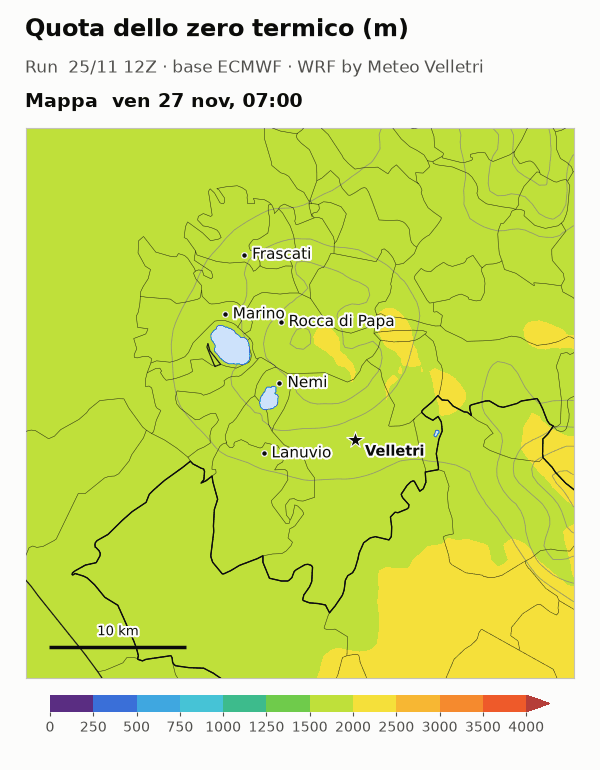 Quota dello zero termico (m)
Run  25/11 12Z · base ECMWF · WRF by Meteo Velletri
Mappa  ven 27 nov, 07:00
Frascati
Marino
Rocca di Papa
Nemi
Velletri
Lanuvio
10 km
0 250 500 750 1000 1250 1500 2000 2500 3000 3500 4000